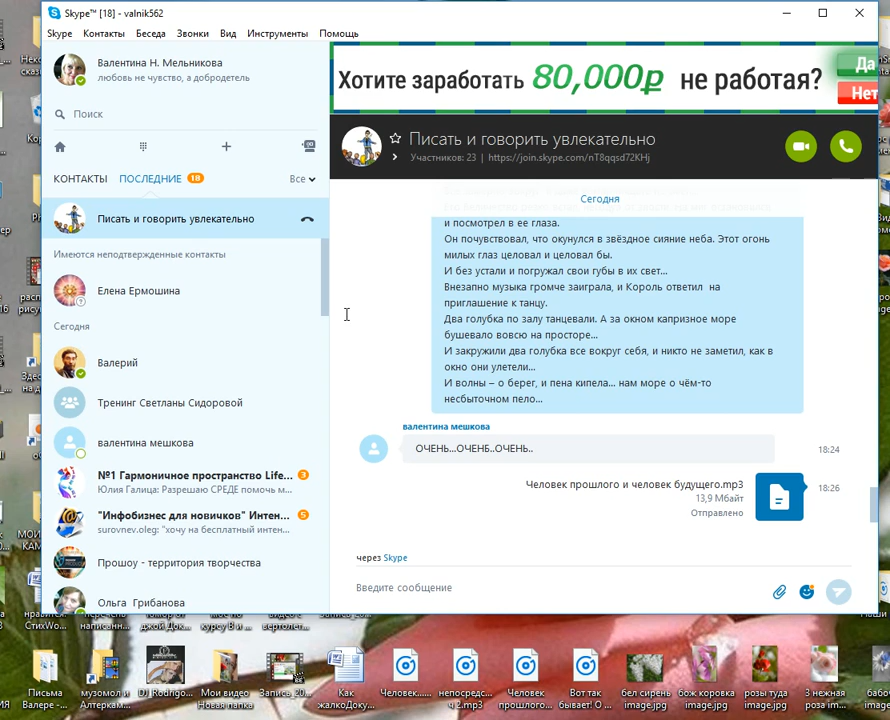 Skype™ [18] - valnik562
Skype Контакты Беседа Звонки Вид Инструменты Помощь
Валентина Н. Мельникова
любовь не чувство, а добродетель
Поиск
КОНТАКТЫ ПОСЛЕДНИЕ 18 Все
Писать и говорить увлекательно
Имеются неподтвержденные контакты
Елена Ермошина
Сегодня
Валерий
Тренинг Светланы Сидоровой
валентина мешкова
№1 Гармоничное пространство Life... 3
Юлия Галица: Разрешаю СРЕДЕ помочь м...
"Инфобизнес для новичков" Интен... 5
surovnev.oleg: "хочу на бесплатный интен...
Прошоу - территория творчества
Ольга Грибанова
Хотите заработать 80,000₽ не работая?
Да
Нет
Писать и говорить увлекательно
Участников: 23 | https://join.skype.com/nT8qqsd72KHj
Сегодня
и посмотрел в ее глаза.
Он почувствовал, что окунулся в звёздное сияние неба. Этот огонь
милых глаз целовал и целовал бы.
И без устали и погружал свои губы в их свет...
Внезапно музыка громче заиграла, и Король ответил на
приглашение к танцу.
Два голубка по залу танцевали. А за окном капризное море
бушевало вовсю на просторе...
И закружили два голубка все вокруг себя, и никто не заметил, как в
окно они улетели...
И волны – о берег, и пена кипела... нам море о чём-то
несбыточном пело...
валентина мешкова
ОЧЕНЬ...ОЧЕНБ..ОЧЕНЬ.. 18:24
Человек прошлого и человек будущего.mp3 18:26
13,9 Мбайт
Отправлено
через Skype
Введите сообщение
Письма Валере -...
музомол и Алтеркам...
DJ Rodrigo...
Мои видео Новая папка
Запись 20...
Как жалкоДоку...
Человек......
непосредс... ч 2.mp3
Человек прошлого...
Вот так бывает! О ...
бел сирень image.jpg
бож коровка image.jpg
розы туда image.jpg
3 нежная роза im...